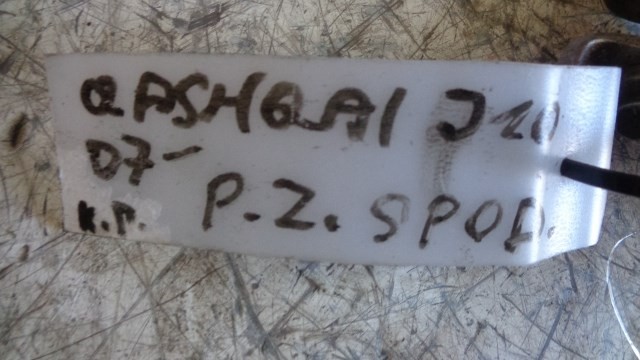 QASHQAI J10
07-
P.Z. SPOD.
K.P.